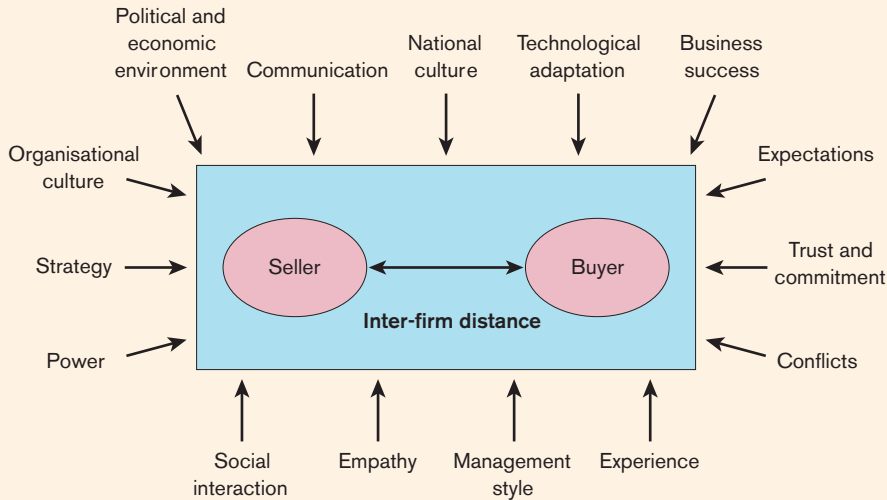 Political and
economic
environment
Communication
National
culture
Technological
adaptation
Business
success
Organisational
culture
Expectations
Strategy
Seller
Buyer
Trust and
commitment
Inter-firm distance
Power
Conflicts
Social
interaction
Empathy
Management
style
Experience